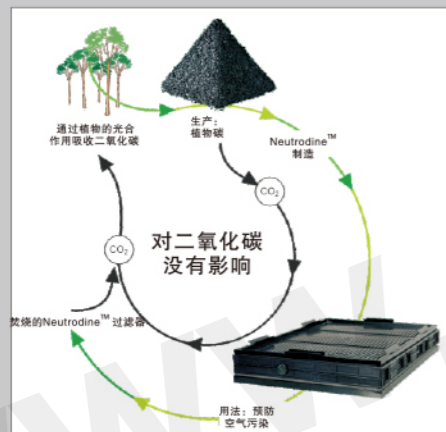 通过植物的光合
作用吸收二氧化碳
生产：
植物碳
Neutrodine™
制造
CO₂
对二氧化碳
没有影响
CO₂
焚烧的Neutrodine™ 过滤器
用法：预防
空气污染
WWW